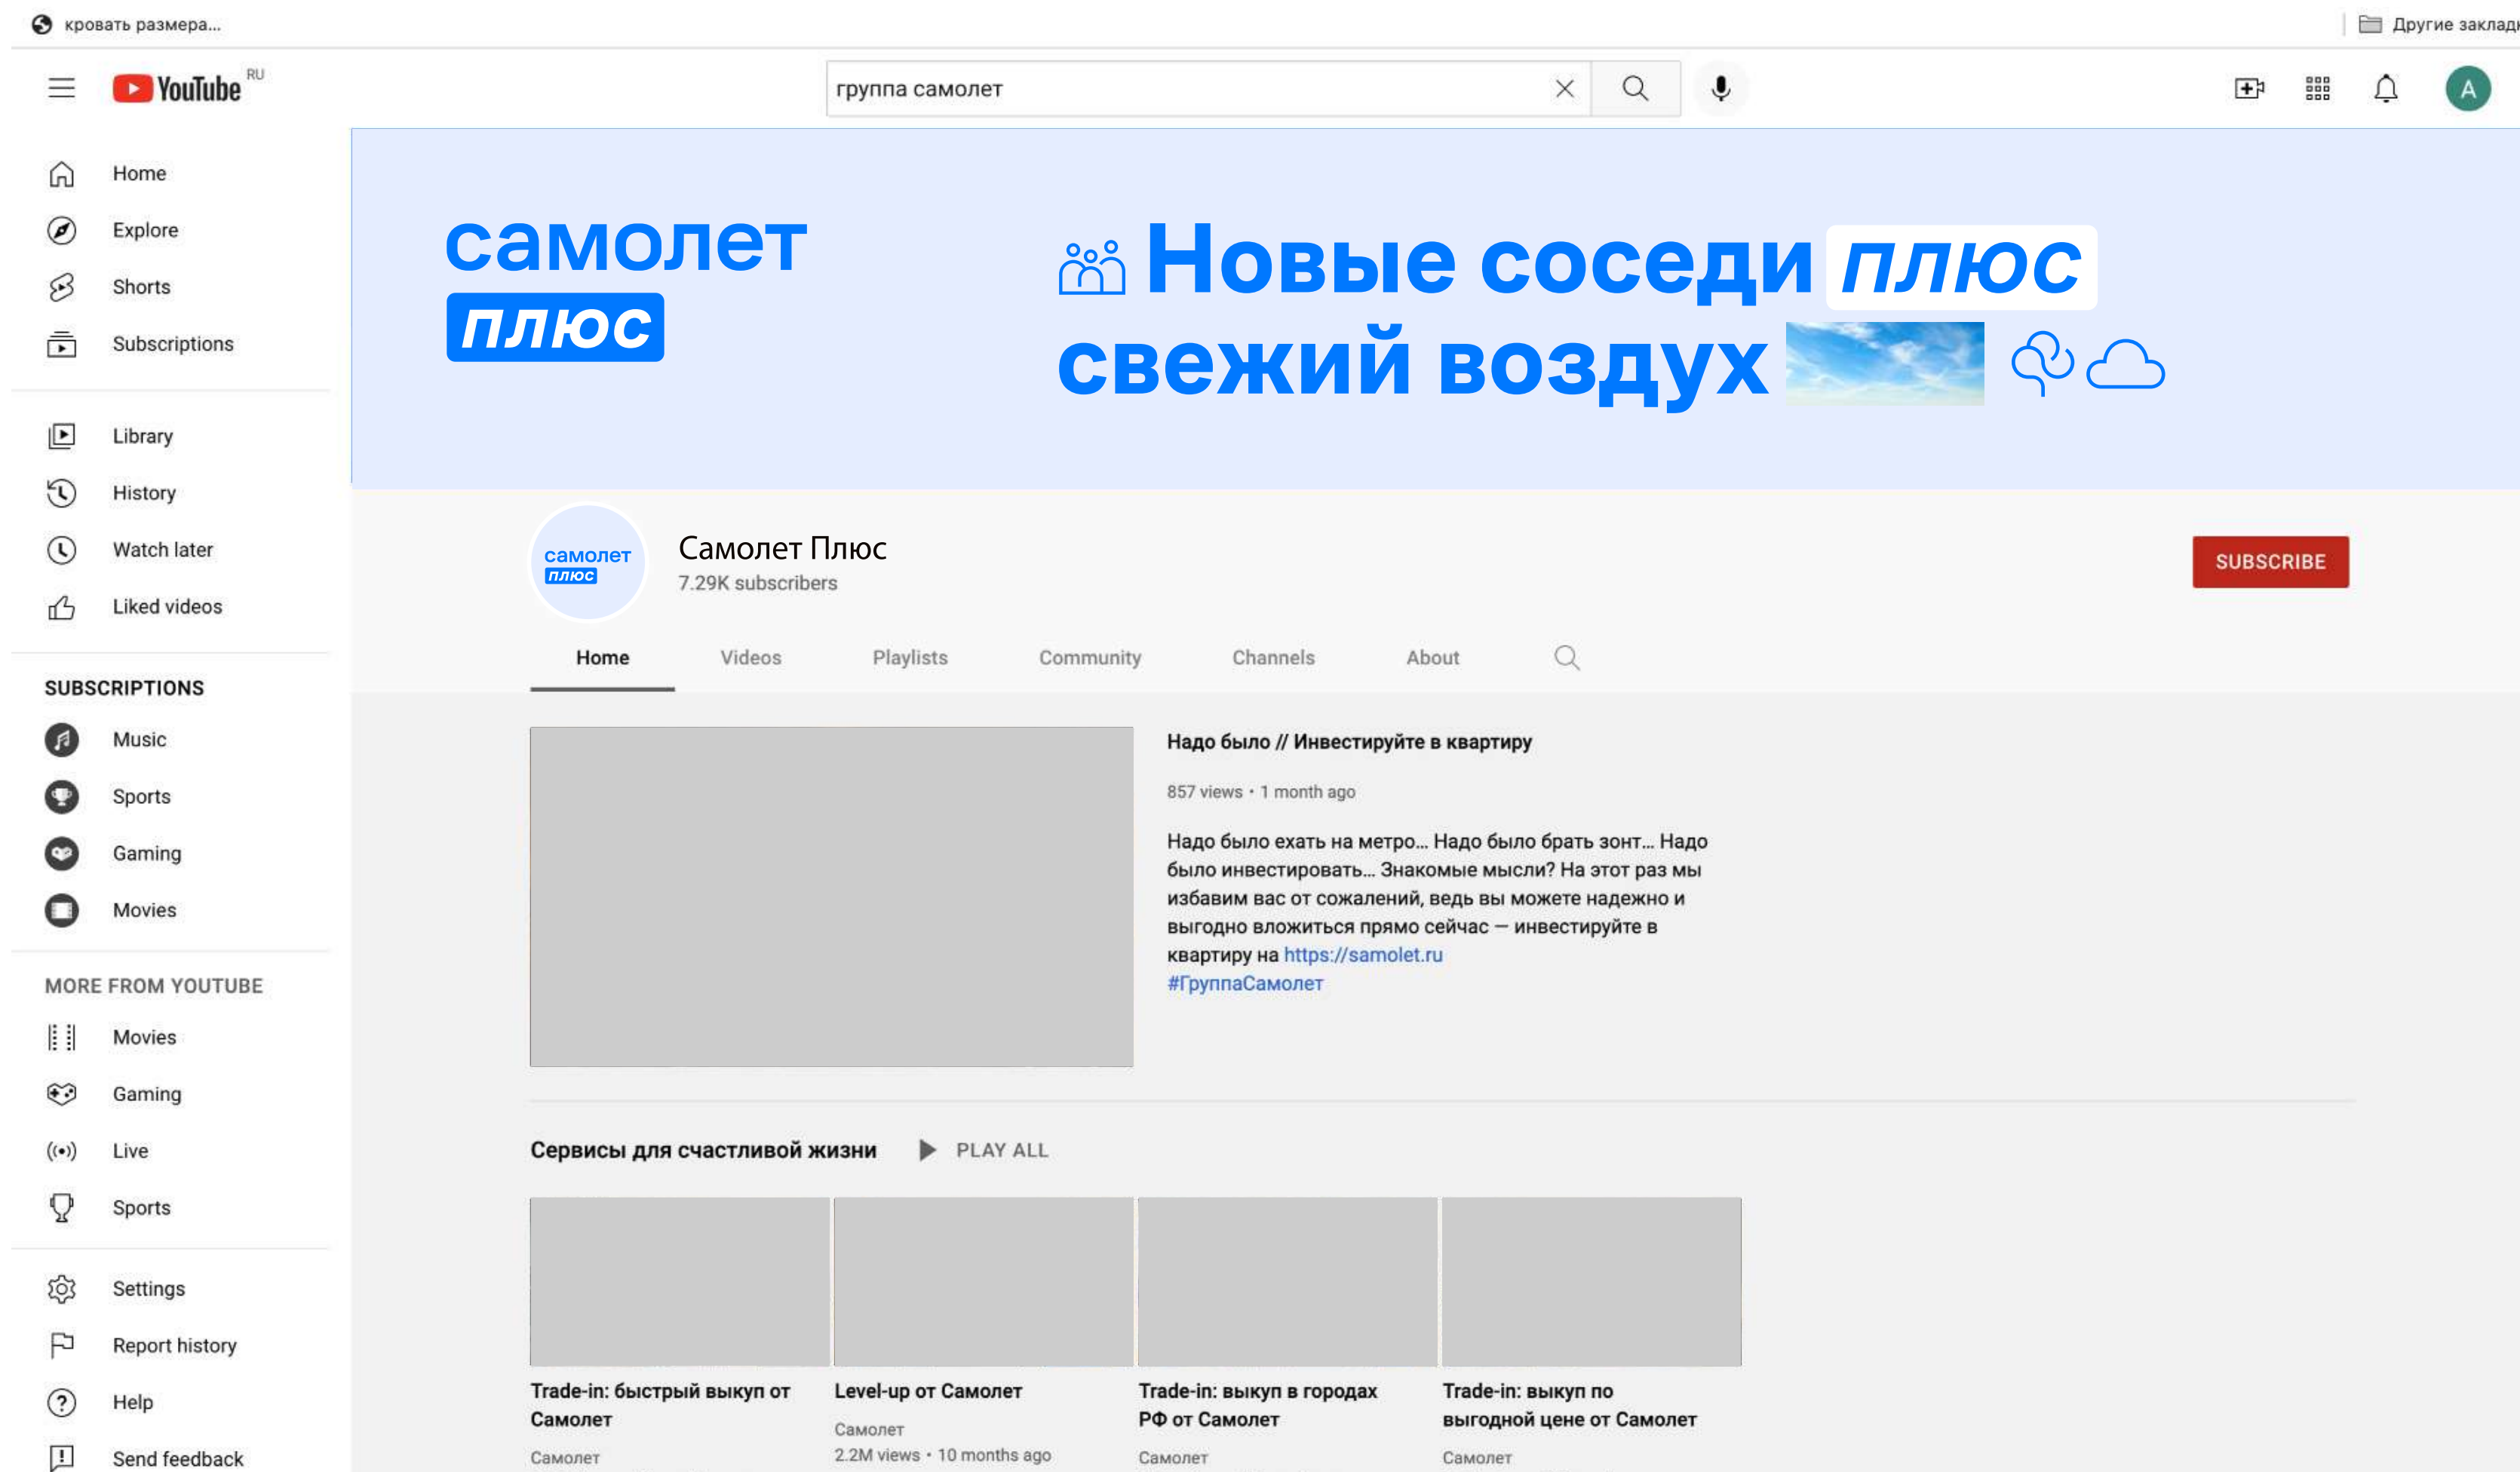 кровать размера...
Другие заклад
YouTube RU
группа самолет
A
Home
Explore
Shorts
Subscriptions
Library
History
Watch later
Liked videos
SUBSCRIPTIONS
Music
Sports
Gaming
Movies
MORE FROM YOUTUBE
Movies
Gaming
Live
Sports
Settings
Report history
Help
Send feedback
самолет
плюс
Новые соседи плюс
свежий воздух
самолет
плюс
Самолет Плюс
7.29K subscribers
SUBSCRIBE
Home Videos Playlists Community Channels About
Надо было // Инвестируйте в квартиру
857 views • 1 month ago
Надо было ехать на метро... Надо было брать зонт... Надо
было инвестировать... Знакомые мысли? На этот раз мы
избавим вас от сожалений, ведь вы можете надежно и
выгодно вложиться прямо сейчас — инвестируйте в
квартиру на https://samolet.ru
#ГруппаСамолет
Сервисы для счастливой жизни PLAY ALL
Trade-in: быстрый выкуп от
Самолет
Самолет
Level-up от Самолет
Самолет
2.2M views • 10 months ago
Trade-in: выкуп в городах
РФ от Самолет
Самолет
Trade-in: выкуп по
выгодной цене от Самолет
Самолет